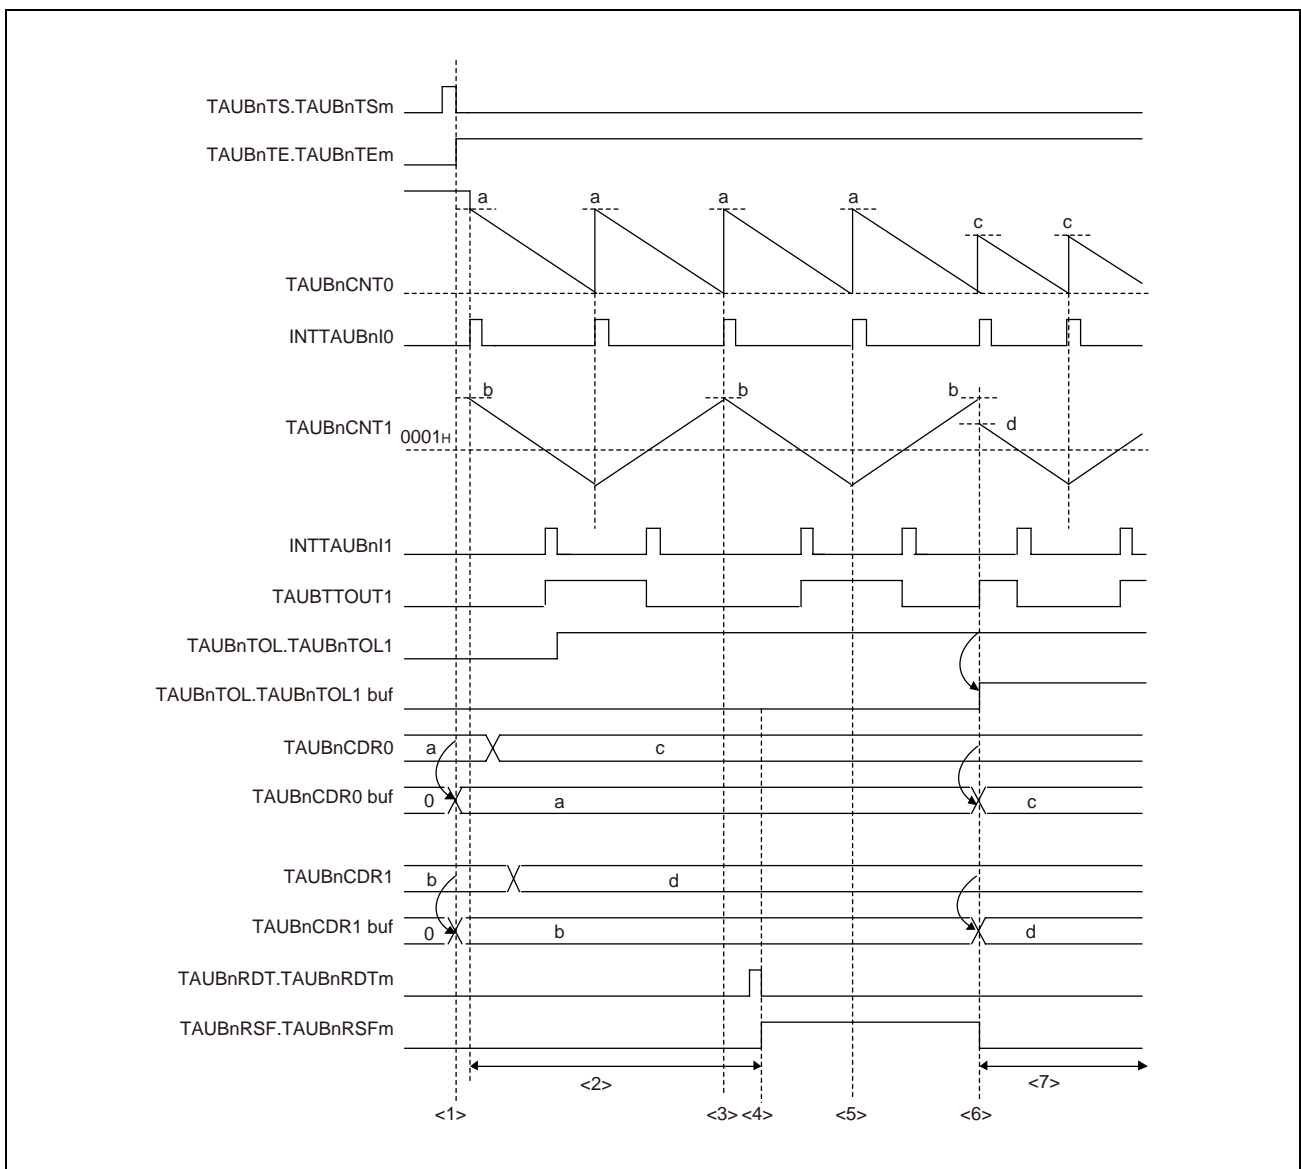 TAUBnTS.TAUBnTSm
TAUBnTE.TAUBnTEm
a a a a
c c
TAUBnCNT0
INTTAUBnI0
b b b
TAUBnCNT1
0001H
d
INTTAUBnI1
TAUBTTOUT1
TAUBnTOL.TAUBnTOL1
TAUBnTOL.TAUBnTOL1 buf
TAUBnCDR0 a c
TAUBnCDR0 buf 0 a c
TAUBnCDR1 b d
TAUBnCDR1 buf 0 b d
TAUBnRDT.TAUBnRDTm
TAUBnRSF.TAUBnRSFm
<2> <7>
<1> <3> <4> <5> <6>